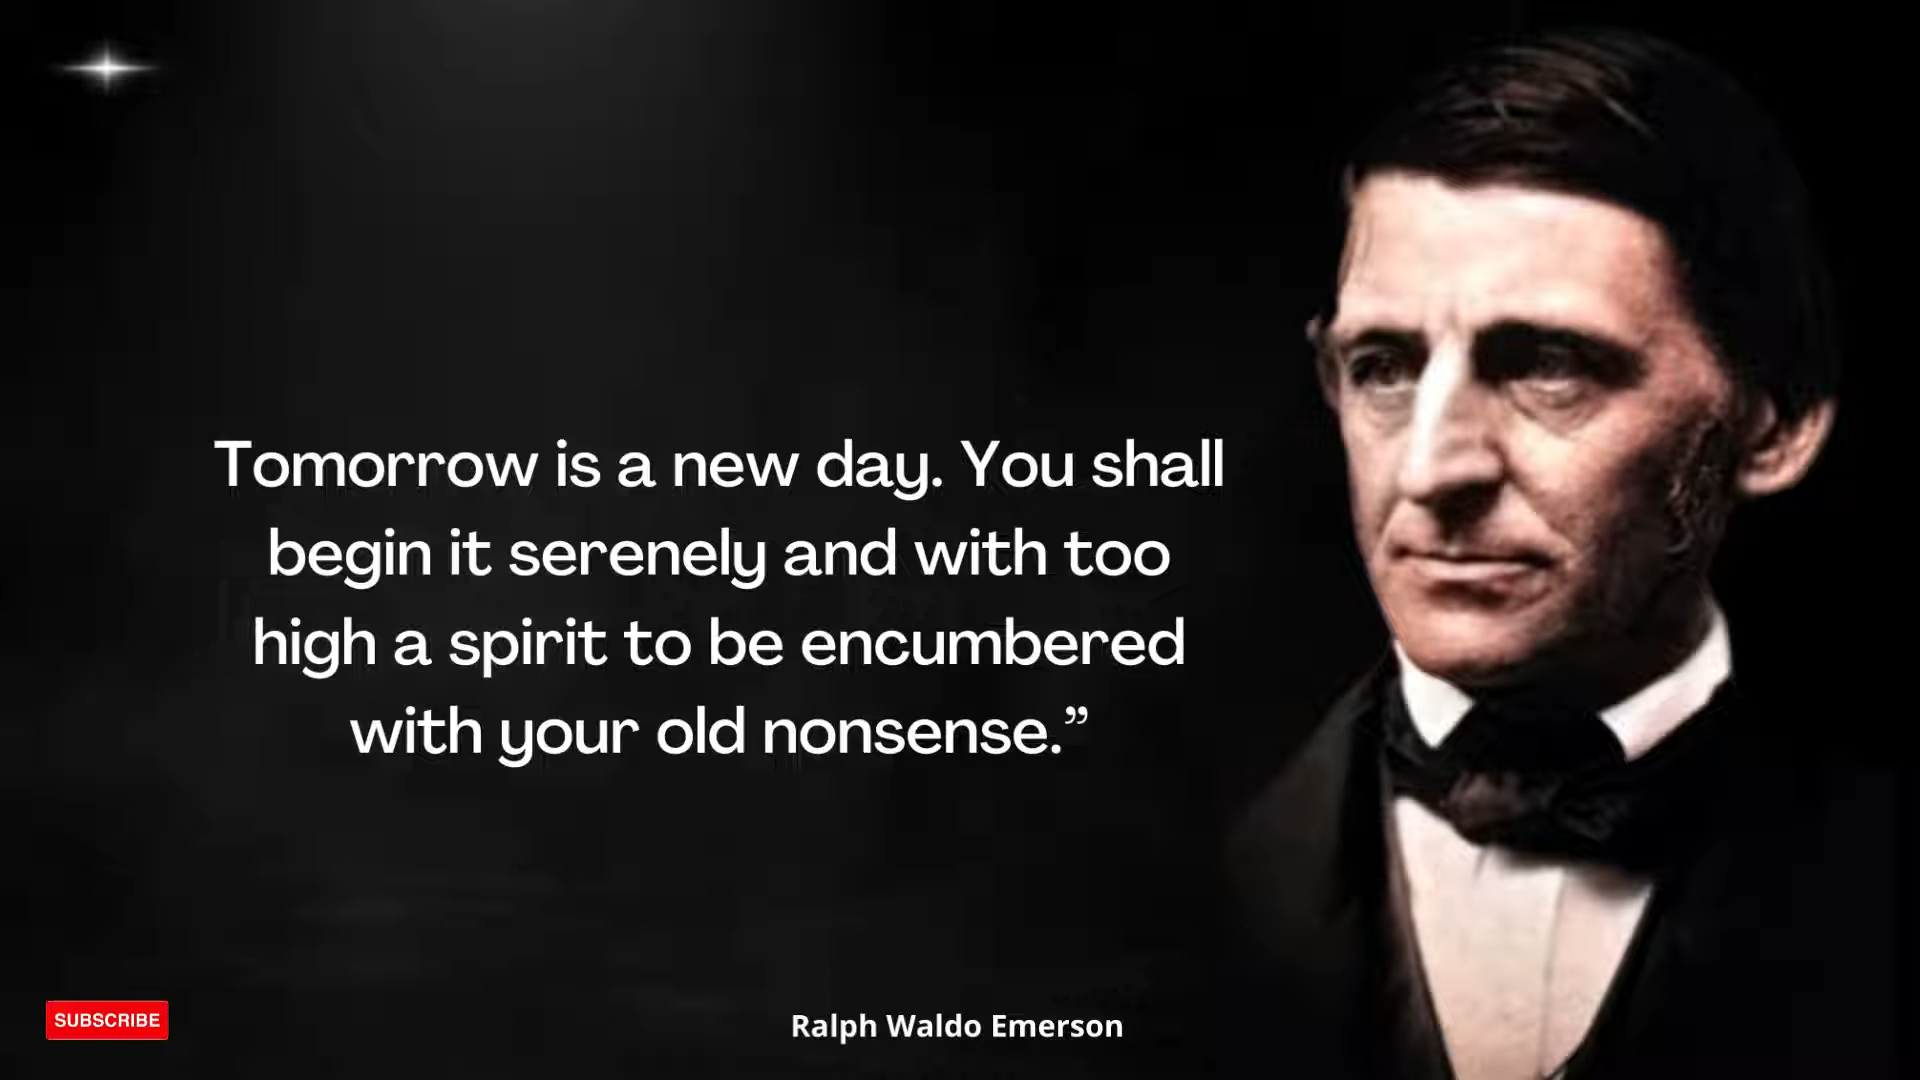 Tomorrow is a new day. You shall
begin it serenely and with too
high a spirit to be encumbered
with your old nonsense.”
SUBSCRIBE
Ralph Waldo Emerson